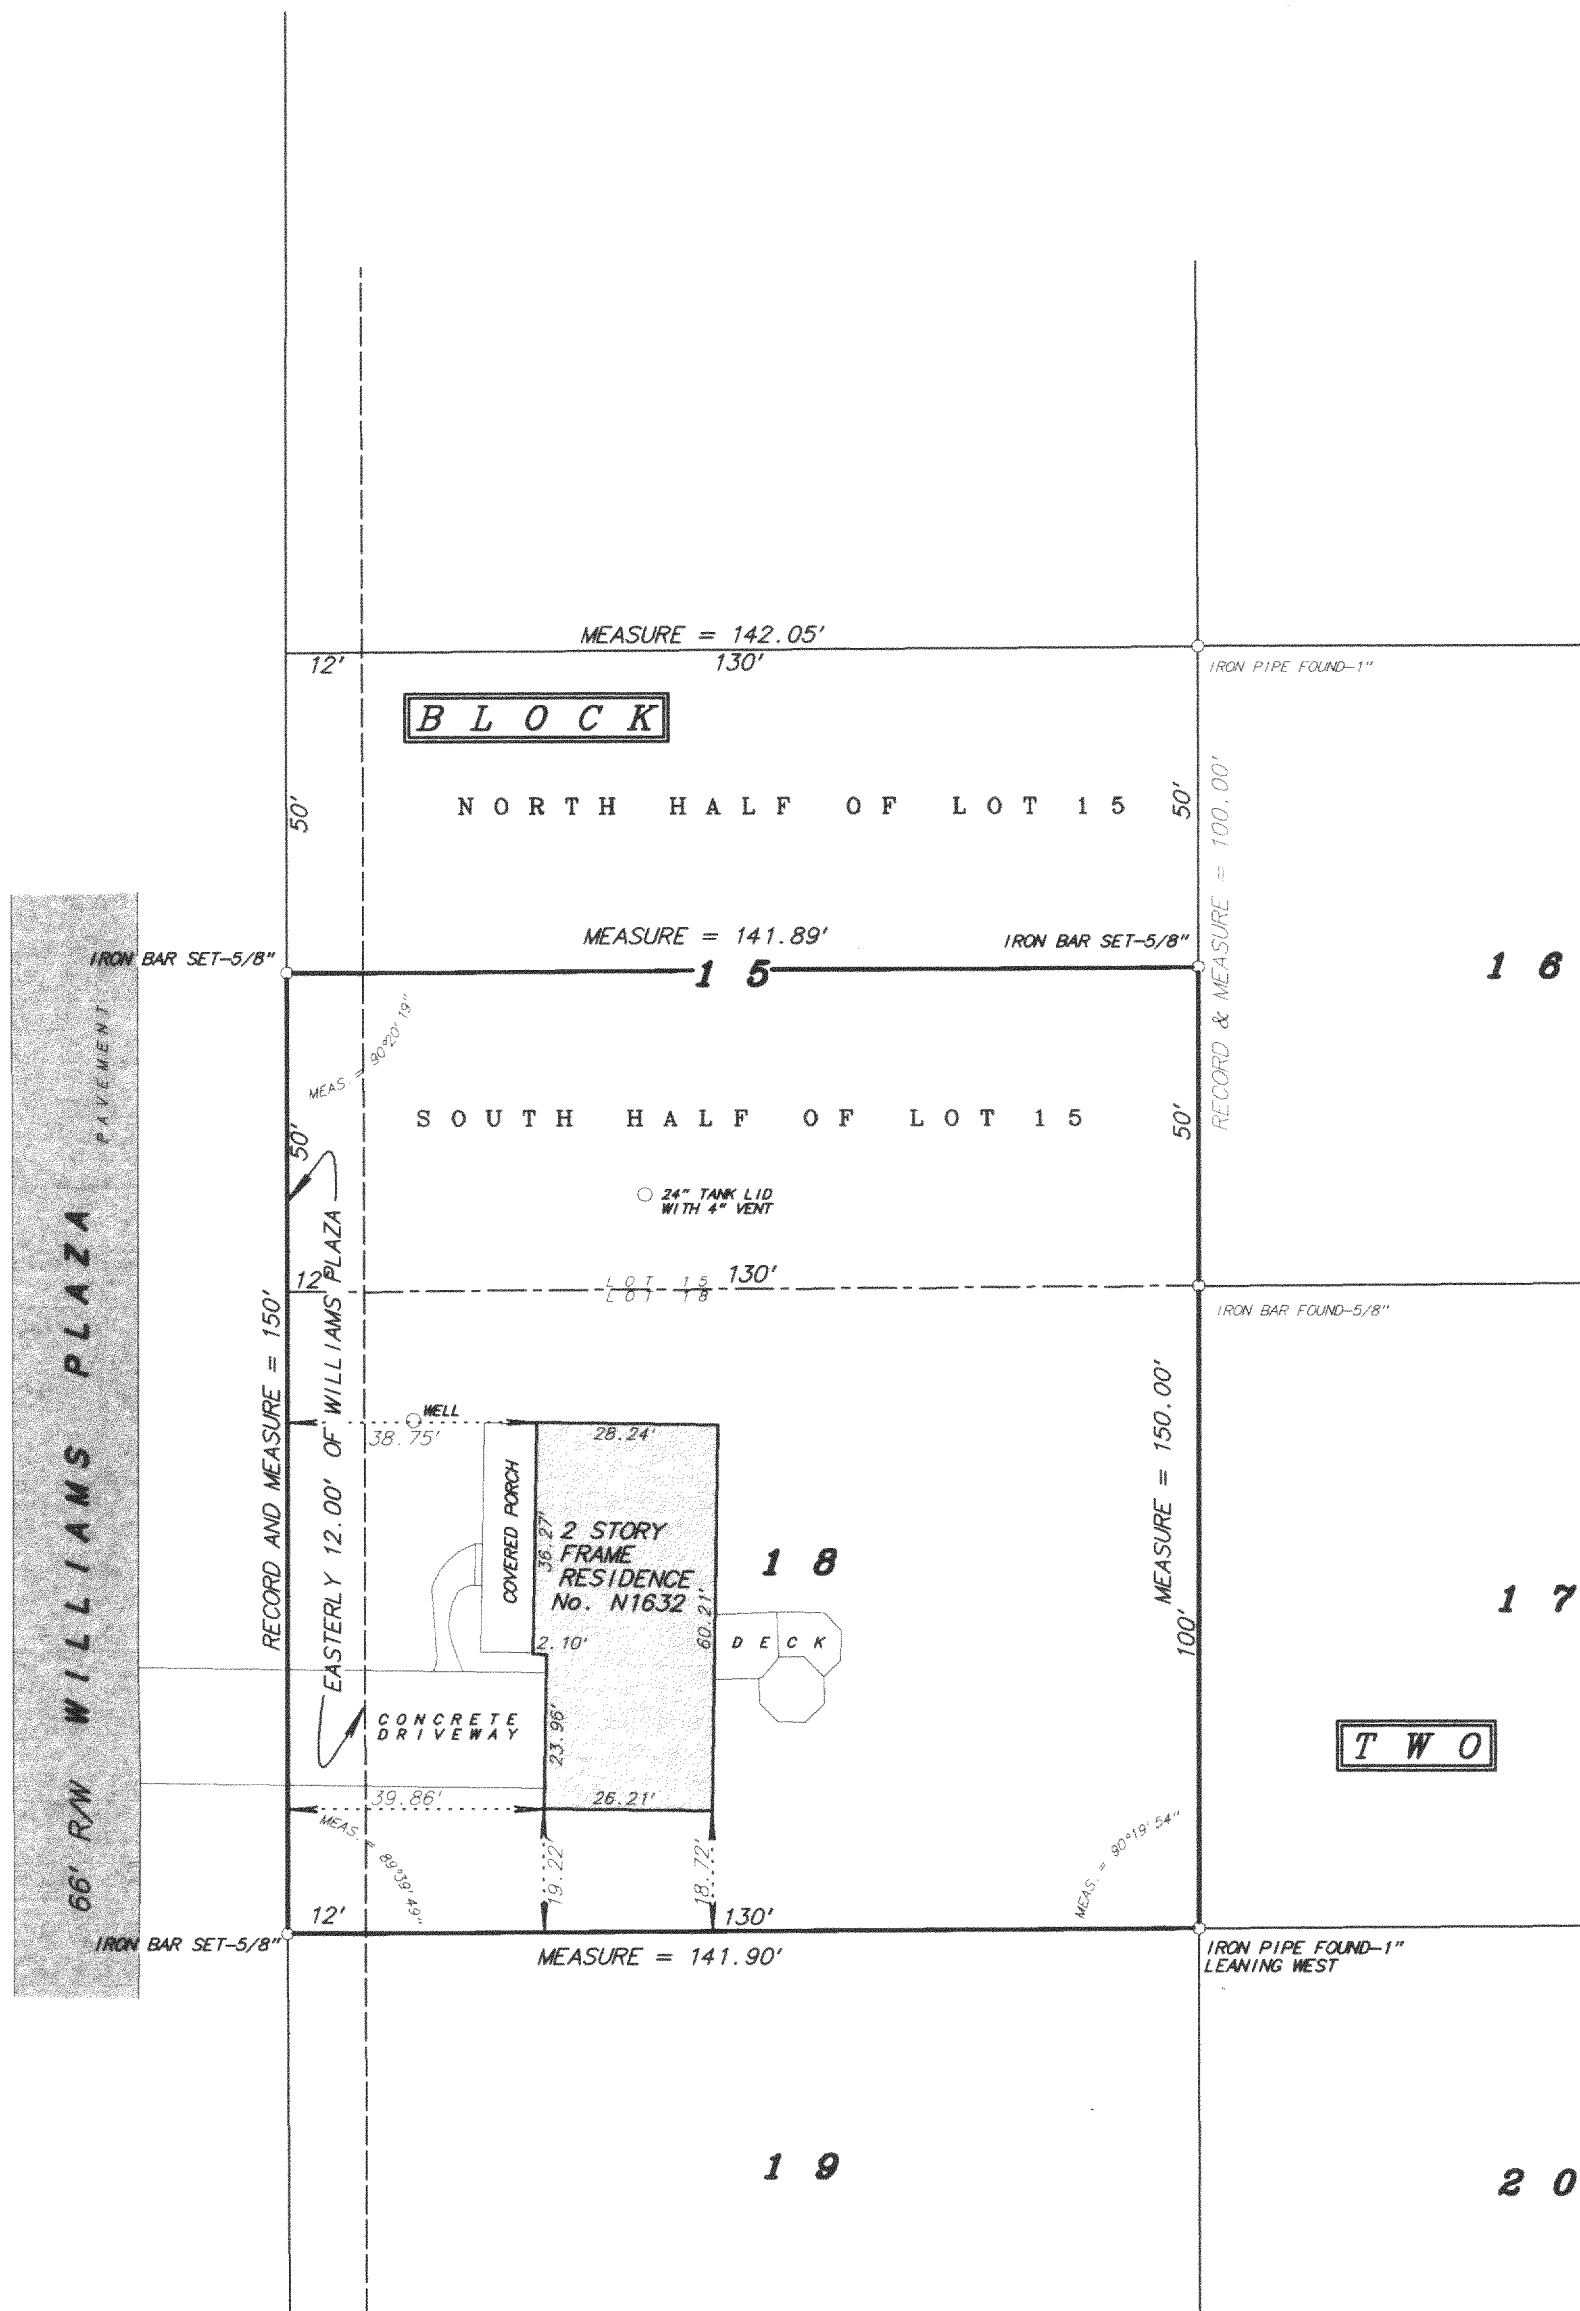 MEASURE = 142.05'
12'
130'
IRON PIPE FOUND-1"
B L O C K
50'
NORTH HALF OF LOT 15
50'
RECORD & MEASURE = 100.00'
MEASURE = 141.89'
IRON BAR SET-5/8"
IRON BAR SET-5/8"
15
16
PAVEMENT
MEAS. = 90°20'19"
50'
SOUTH HALF OF LOT 15
50'
24" TANK LID
WITH 4" VENT
66' R/W WILLIAMS PLAZA
12'
LOT 15
130'
LOT 18
IRON BAR FOUND-5/8"
RECORD AND MEASURE = 150'
EASTERLY 12.00' OF WILLIAMS PLAZA
WELL
38.75'
28.24'
COVERED PORCH
36.27'
2 STORY
FRAME
RESIDENCE
No. N1632
18
MEASURE = 150.00'
100'
17
2.10'
60.21'
DECK
CONCRETE
DRIVEWAY
23.96'
TWO
39.86'
26.21'
MEAS. = 89°39'49"
19.22'
18.72'
MEAS. = 90°19'54"
12'
130'
IRON BAR SET-5/8"
MEASURE = 141.90'
IRON PIPE FOUND-1"
LEANING WEST
19
20